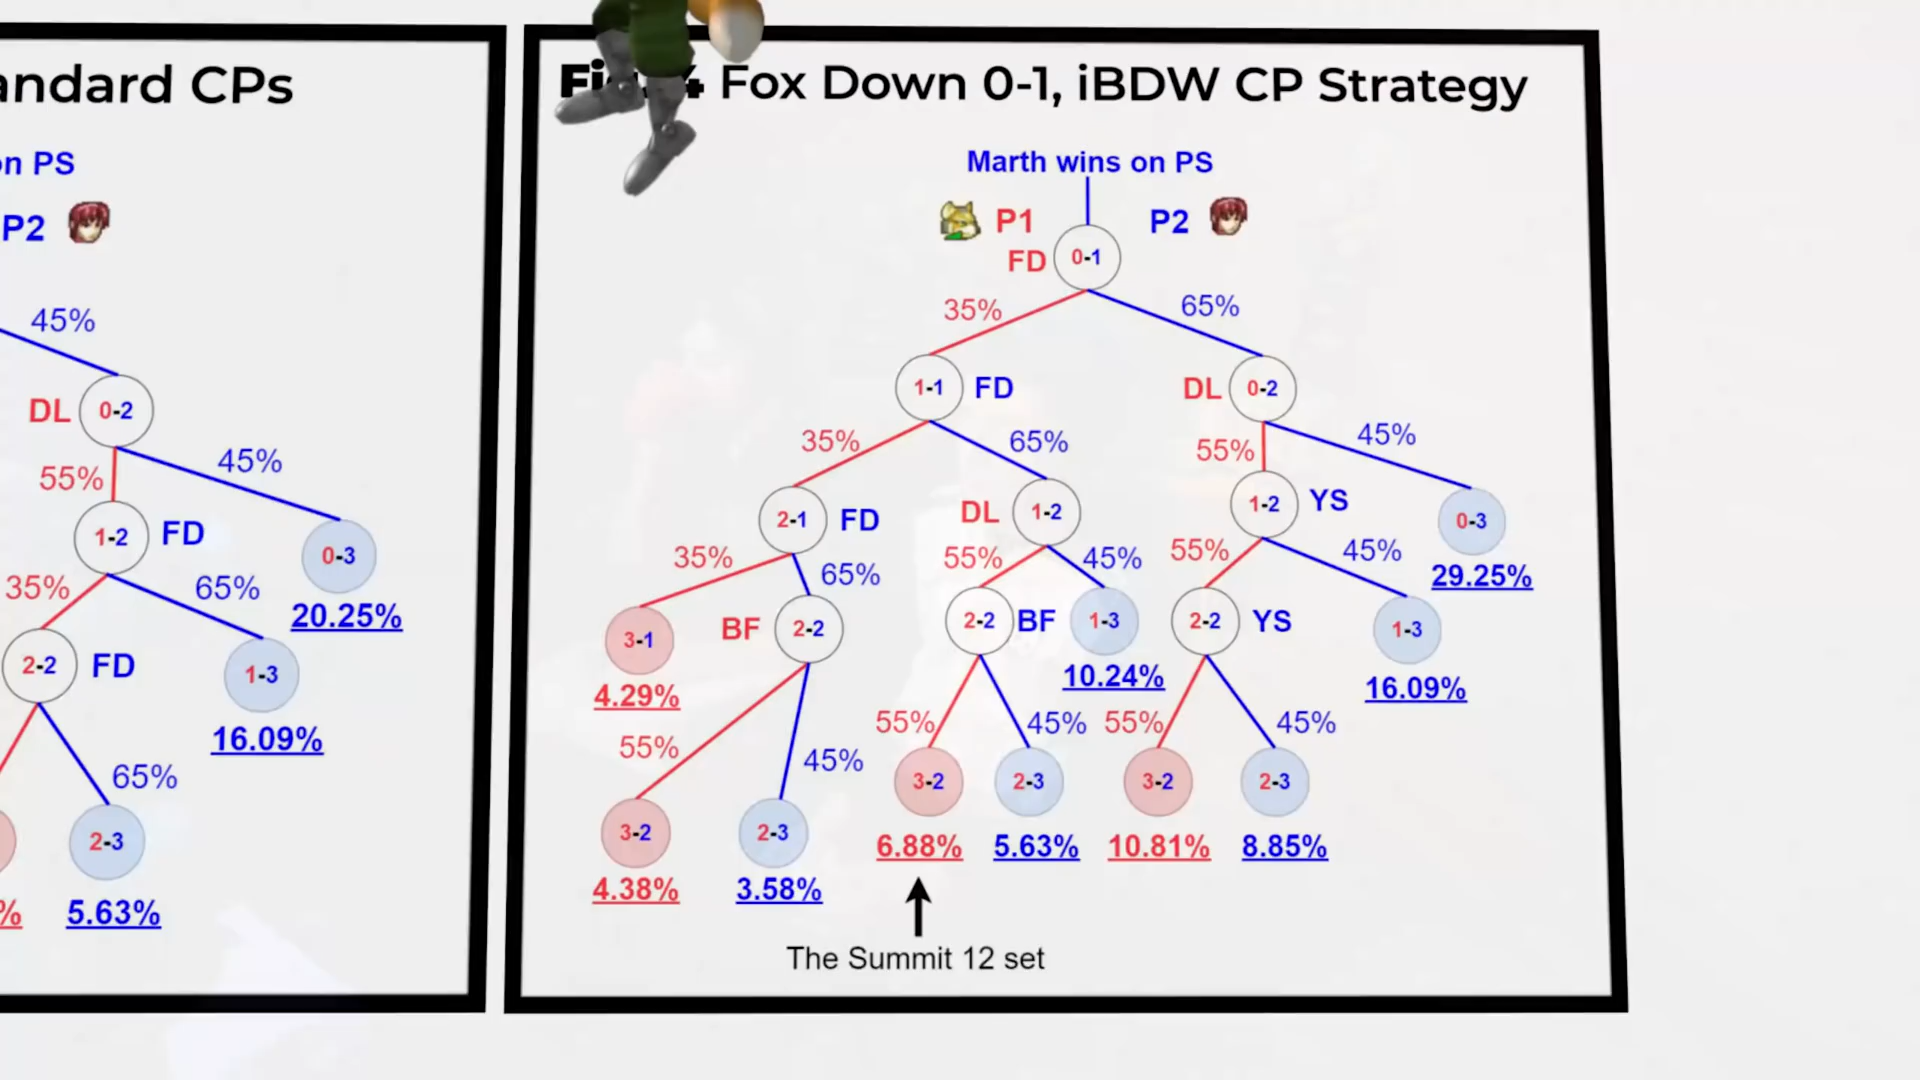 andard CPs
on PS
P2
45%
DL 0-2
55% 45%
1-2 FD 0-3
35% 65% 20.25%
2-2 FD 1-3
16.09%
65%
2-3
% 5.63%
4 Fox Down 0-1, iBDW CP Strategy
Marth wins on PS
P1 P2
FD 0-1
35% 65%
1-1 FD DL 0-2
35% 65% 55% 45%
2-1 FD DL 1-2 1-2 YS 0-3
29.25%
35% 65% 55% 45% 55% 45%
3-1 BF 2-2 2-2 BF 1-3 2-2 YS 1-3
4.29% 10.24% 16.09%
55% 45% 55% 45% 55% 45%
3-2 2-3 3-2 2-3
6.88% 5.63% 10.81% 8.85%
3-2 2-3
4.38% 3.58%
The Summit 12 set